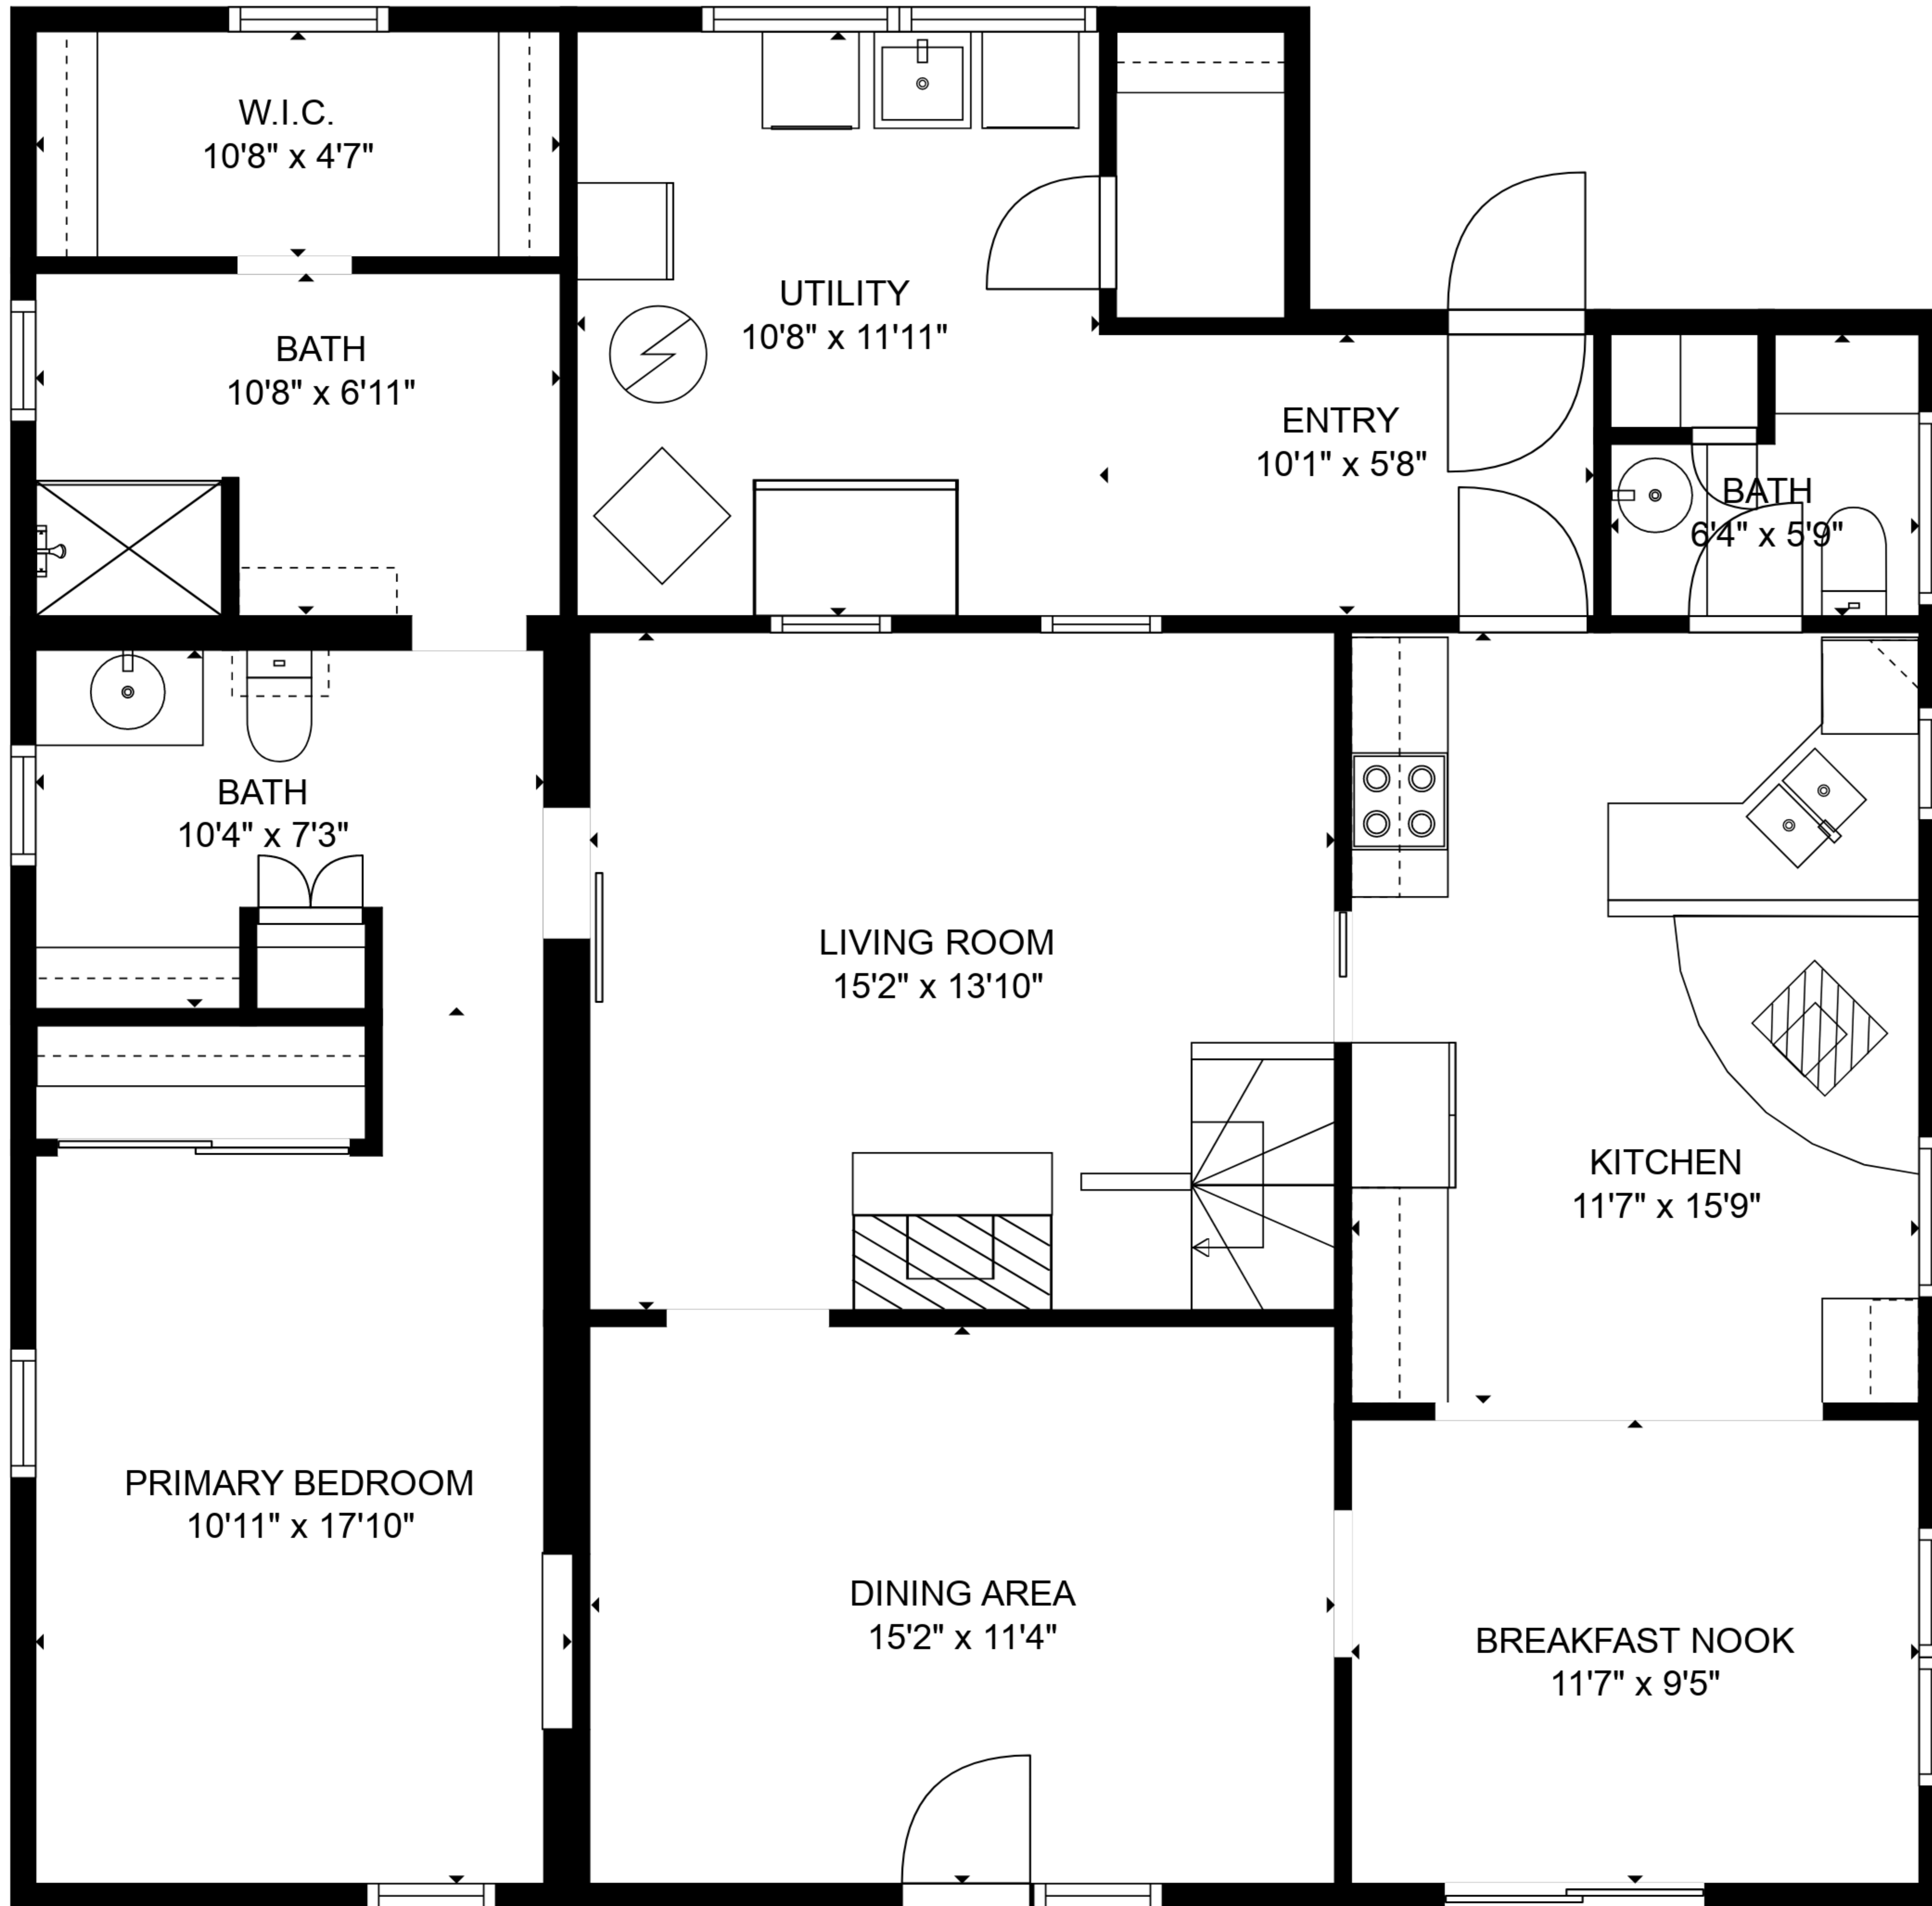 W.I.C.
10'8" x 4'7"
UTILITY
10'8" x 11'11"
BATH
10'8" x 6'11"
ENTRY
10'1" x 5'8"
BATH
6'4" x 5'9"
BATH
10'4" x 7'3"
LIVING ROOM
15'2" x 13'10"
KITCHEN
11'7" x 15'9"
PRIMARY BEDROOM
10'11" x 17'10"
DINING AREA
15'2" x 11'4"
BREAKFAST NOOK
11'7" x 9'5"